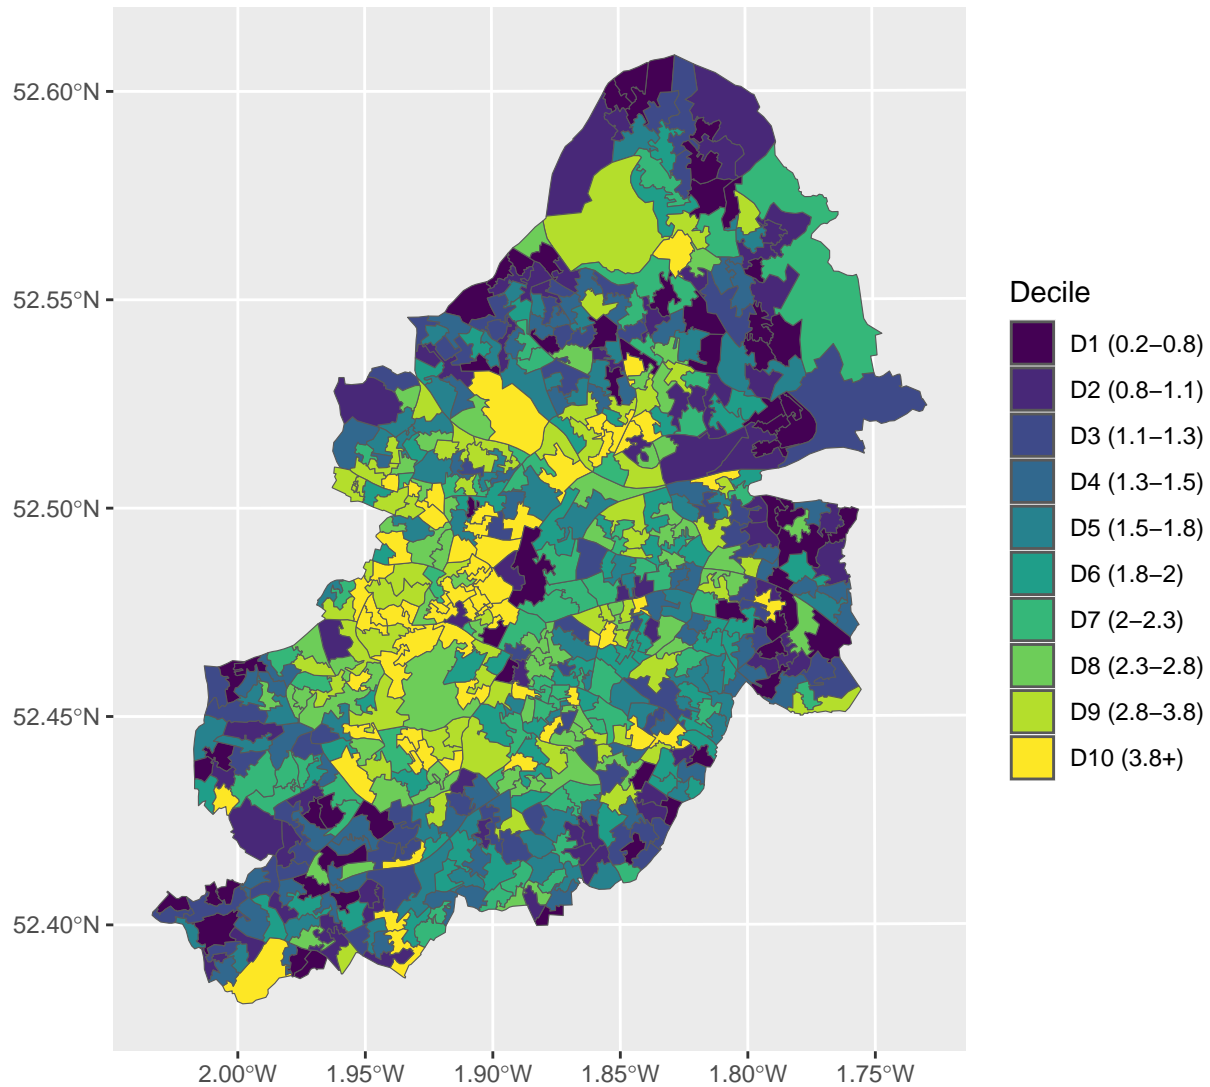 52.60°N
52.55°N
52.50°N
52.45°N
52.40°N
2.00°W
1.95°W
1.90°W
1.85°W
1.80°W
1.75°W
Decile
D1 (0.2–0.8)
D2 (0.8–1.1)
D3 (1.1–1.3)
D4 (1.3–1.5)
D5 (1.5–1.8)
D6 (1.8–2)
D7 (2–2.3)
D8 (2.3–2.8)
D9 (2.8–3.8)
D10 (3.8+)